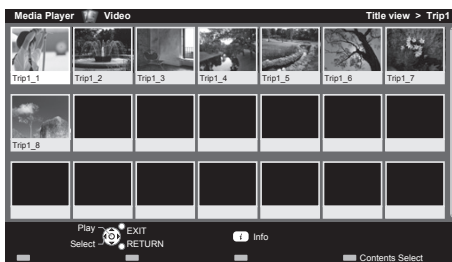 Media Player Video Title view > Trip1
Trip1_1 Trip1_2 Trip1_3 Trip1_4 Trip1_5 Trip1_6 Trip1_7
Trip1_8
Play EXIT
Select RETURN
i Info
Contents Select